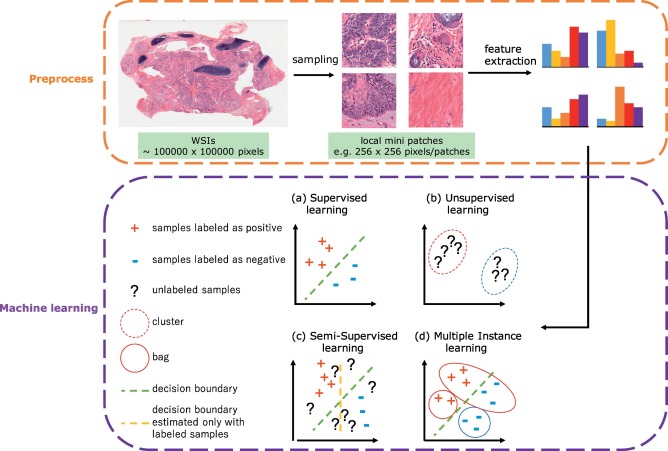 Preprocess
sampling
feature
extraction
WSIs
~ 100000 x 100000 pixels
local mini patches
e.g. 256 x 256 pixels/patches
Machine learning
+ samples labeled as positive
- samples labeled as negative
? unlabeled samples
cluster
bag
decision boundary
decision boundary
estimated only with
labeled samples
(a) Supervised
learning
+ + + + +
- - -
(b) Unsupervised
learning
? ? ? ?
? ? ?
(c) Semi-Supervised
learning
(d) Multiple Instance
learning